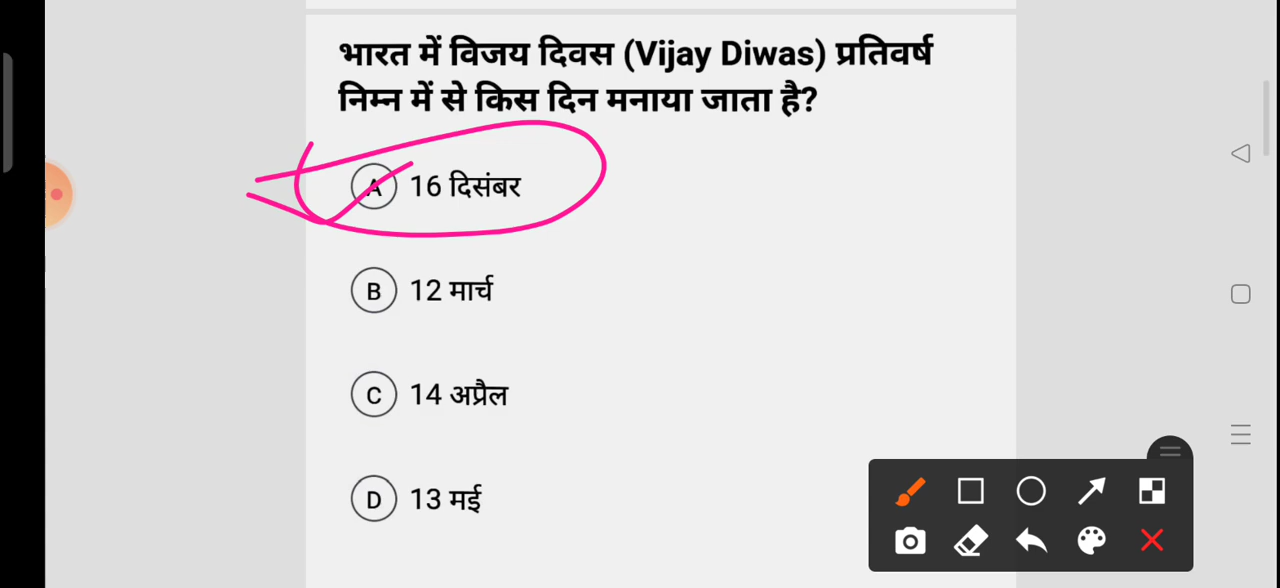 भारत में विजय दिवस (Vijay Diwas) प्रतिवर्ष
निम्न में से किस दिन मनाया जाता है?
A 16 दिसंबर
B 12 मार्च
C 14 अप्रैल
D 13 मई